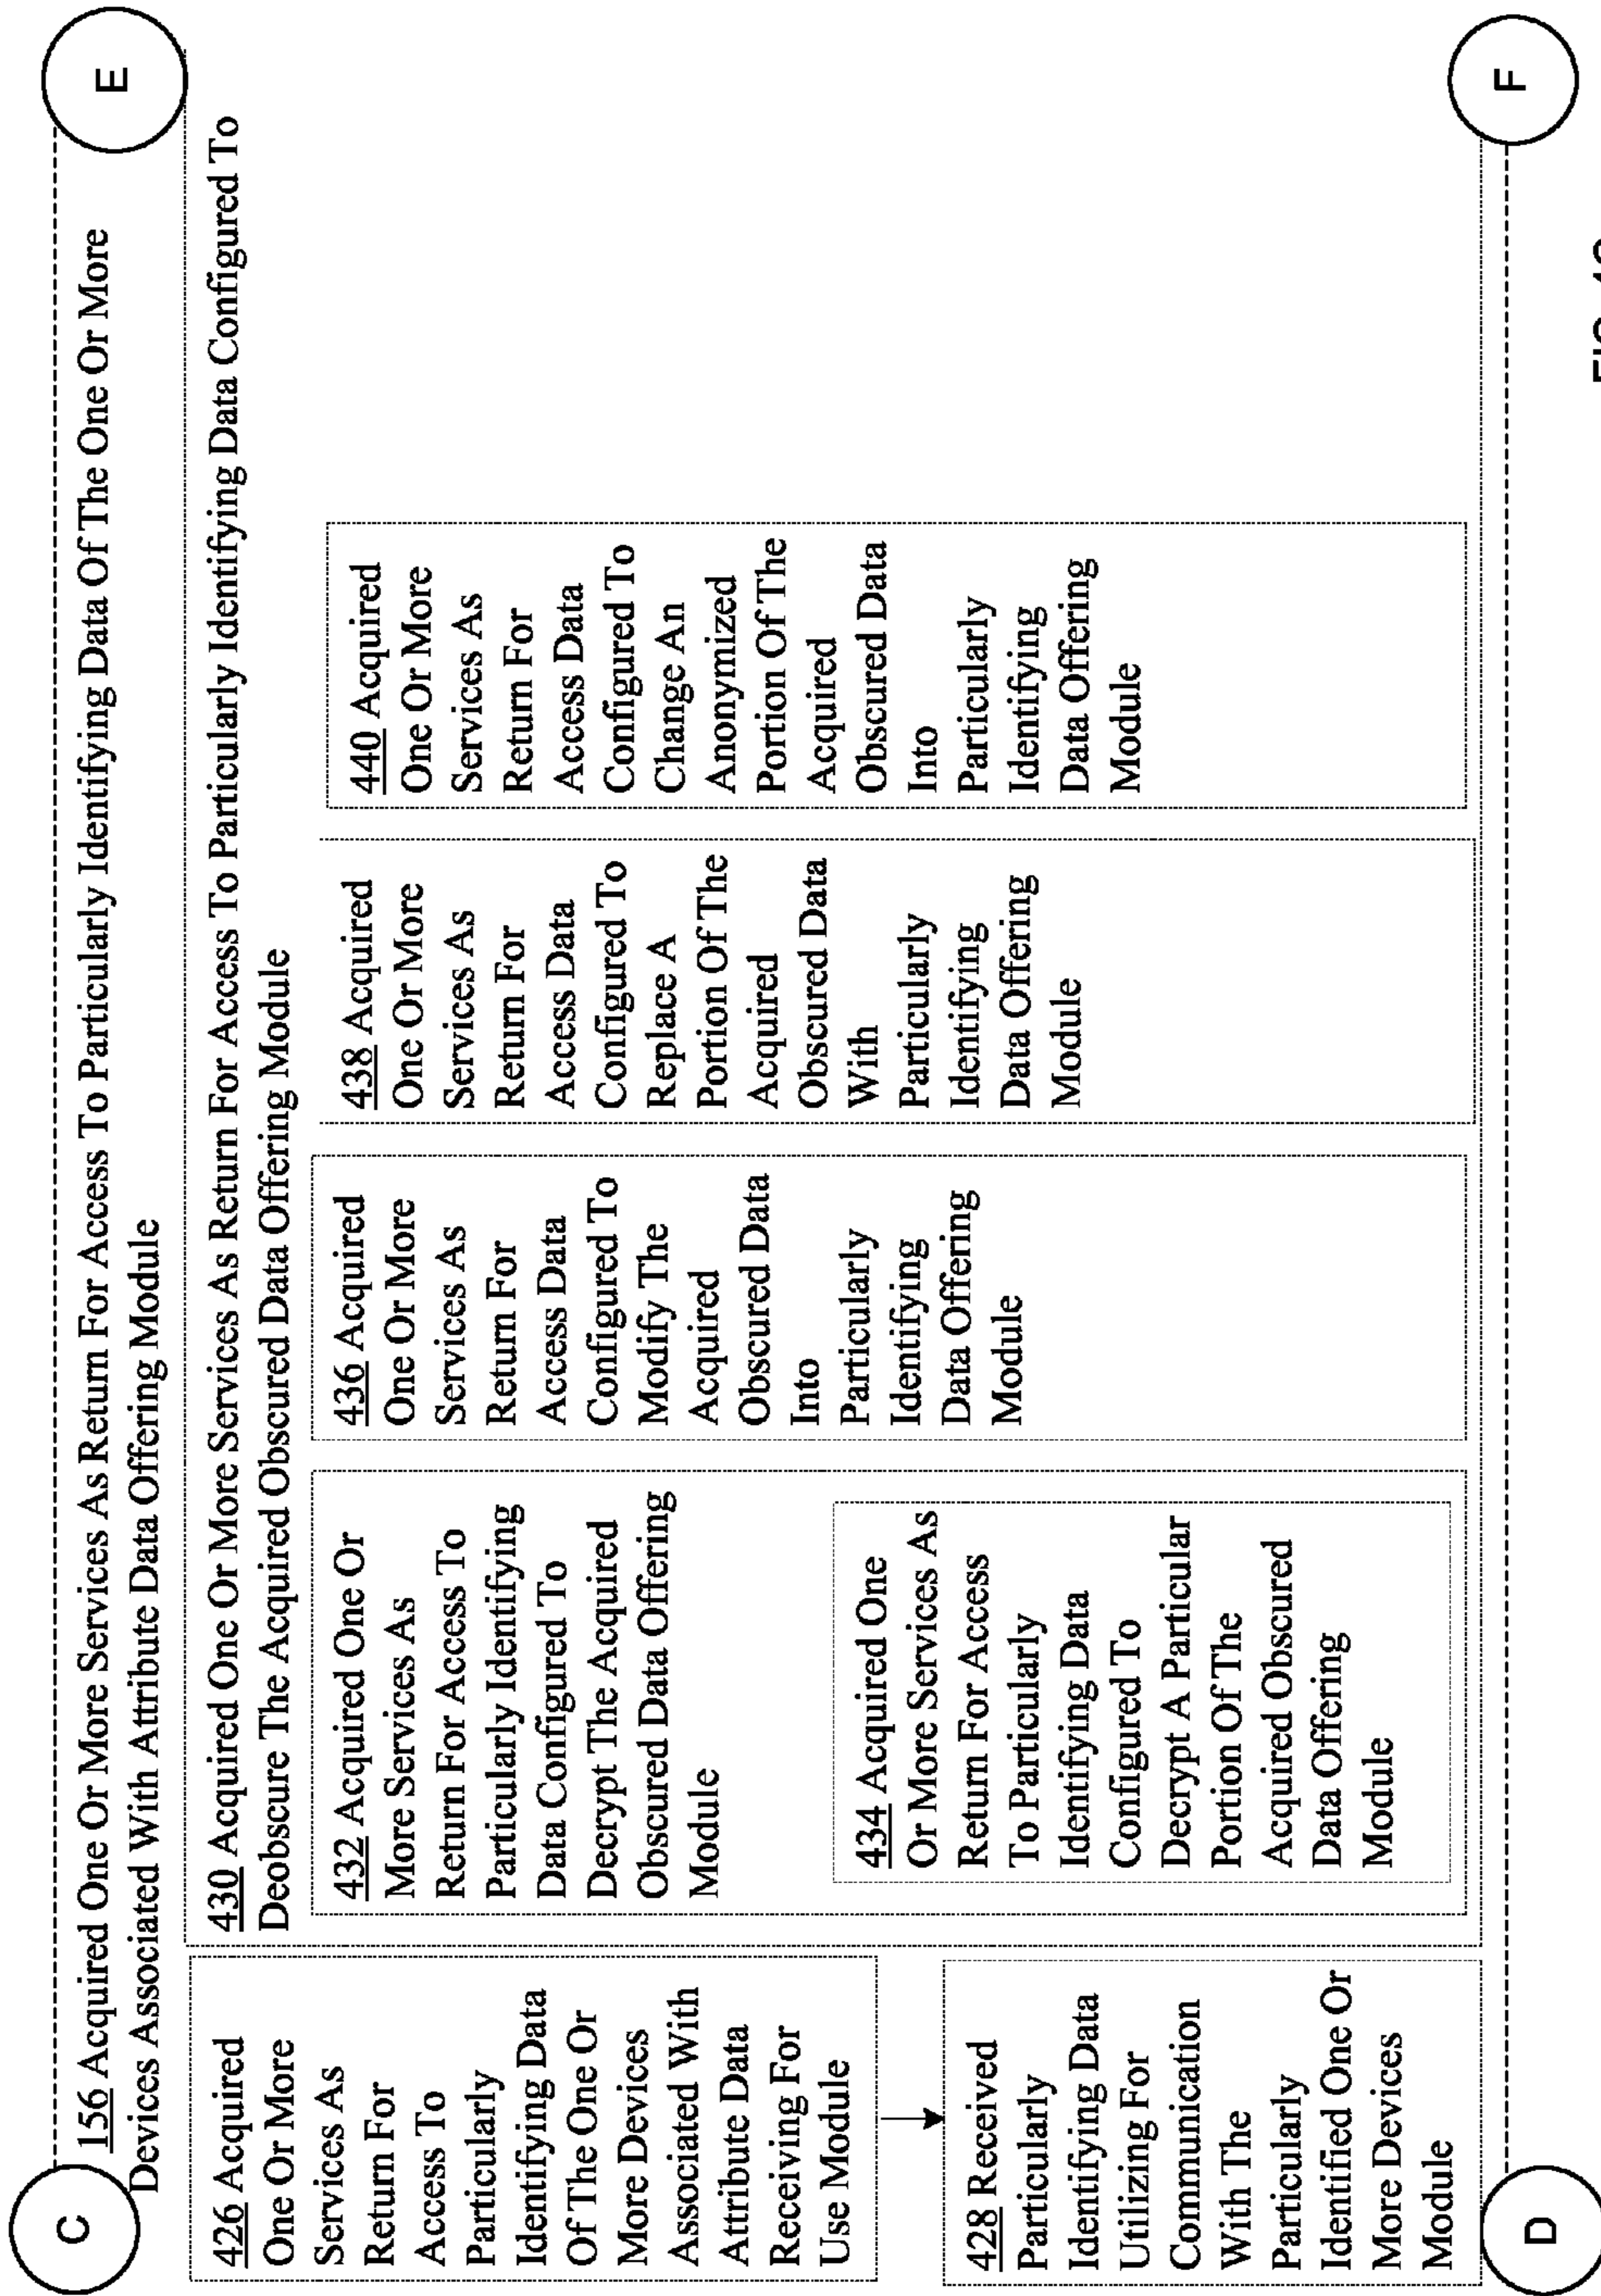 C
E
156 Acquired One Or More Services As Return For Access To Particularly Identifying Data Of The One Or More
Devices Associated With Attribute Data Offering Module
426 Acquired
One Or More
Services As
Return For
Access To
Particularly
Identifying Data
Of The One Or
More Devices
Associated With
Attribute Data
Receiving For
Use Module
428 Received
Particularly
Identifying Data
Utilizing For
Communication
With The
Particularly
Identified One Or
More Devices
Module
430 Acquired One Or More Services As Return For Access To Particularly Identifying Data Configured To
Deobscure The Acquired Obscured Data Offering Module
432 Acquired One Or
More Services As
Return For Access To
Particularly Identifying
Data Configured To
Decrypt The Acquired
Obscured Data Offering
Module
434 Acquired One
Or More Services As
Return For Access
To Particularly
Identifying Data
Configured To
Decrypt A Particular
Portion Of The
Acquired Obscured
Data Offering
Module
436 Acquired
One Or More
Services As
Return For
Access Data
Configured To
Modify The
Acquired
Obscured Data
Into
Particularly
Identifying
Data Offering
Module
438 Acquired
One Or More
Services As
Return For
Access Data
Configured To
Replace A
Portion Of The
Acquired
Obscured Data
With
Particularly
Identifying
Data Offering
Module
440 Acquired
One Or More
Services As
Return For
Access Data
Configured To
Change An
Anonymized
Portion Of The
Acquired
Obscured Data
Into
Particularly
Identifying
Data Offering
Module
D
F
FIG.